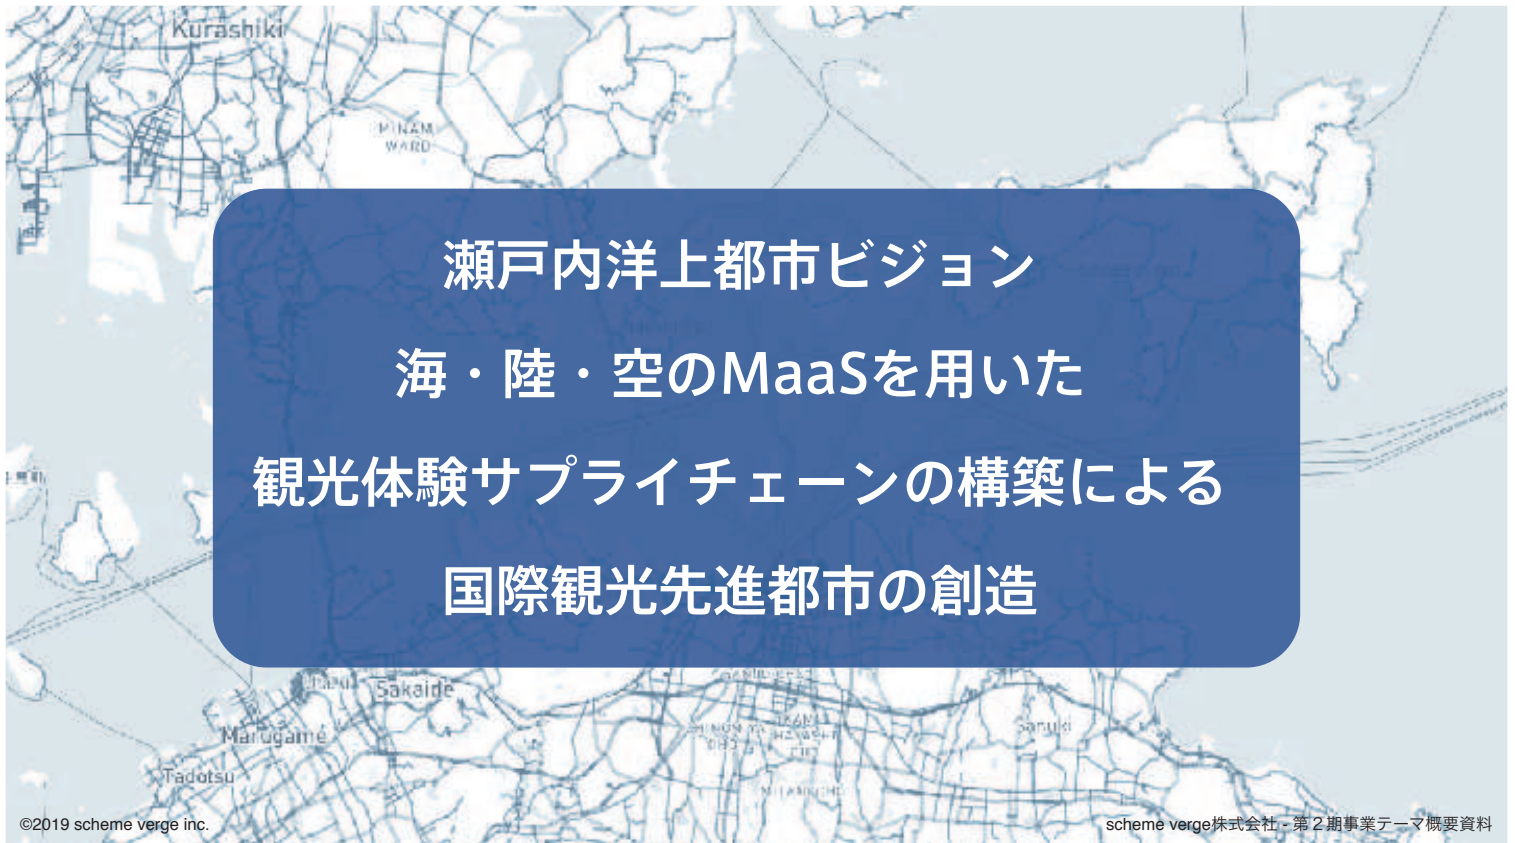 Kurashiki
MINAMI
WARD
瀬戸内洋上都市ビジョン
海・陸・空のMaaSを用いた
観光体験サプライチェーンの構築による
国際観光先進都市の創造
Sakaide
Marugame
Sanuki
Tadotsu
©2019 scheme verge inc.
scheme verge株式会社 - 第２期事業テーマ概要資料